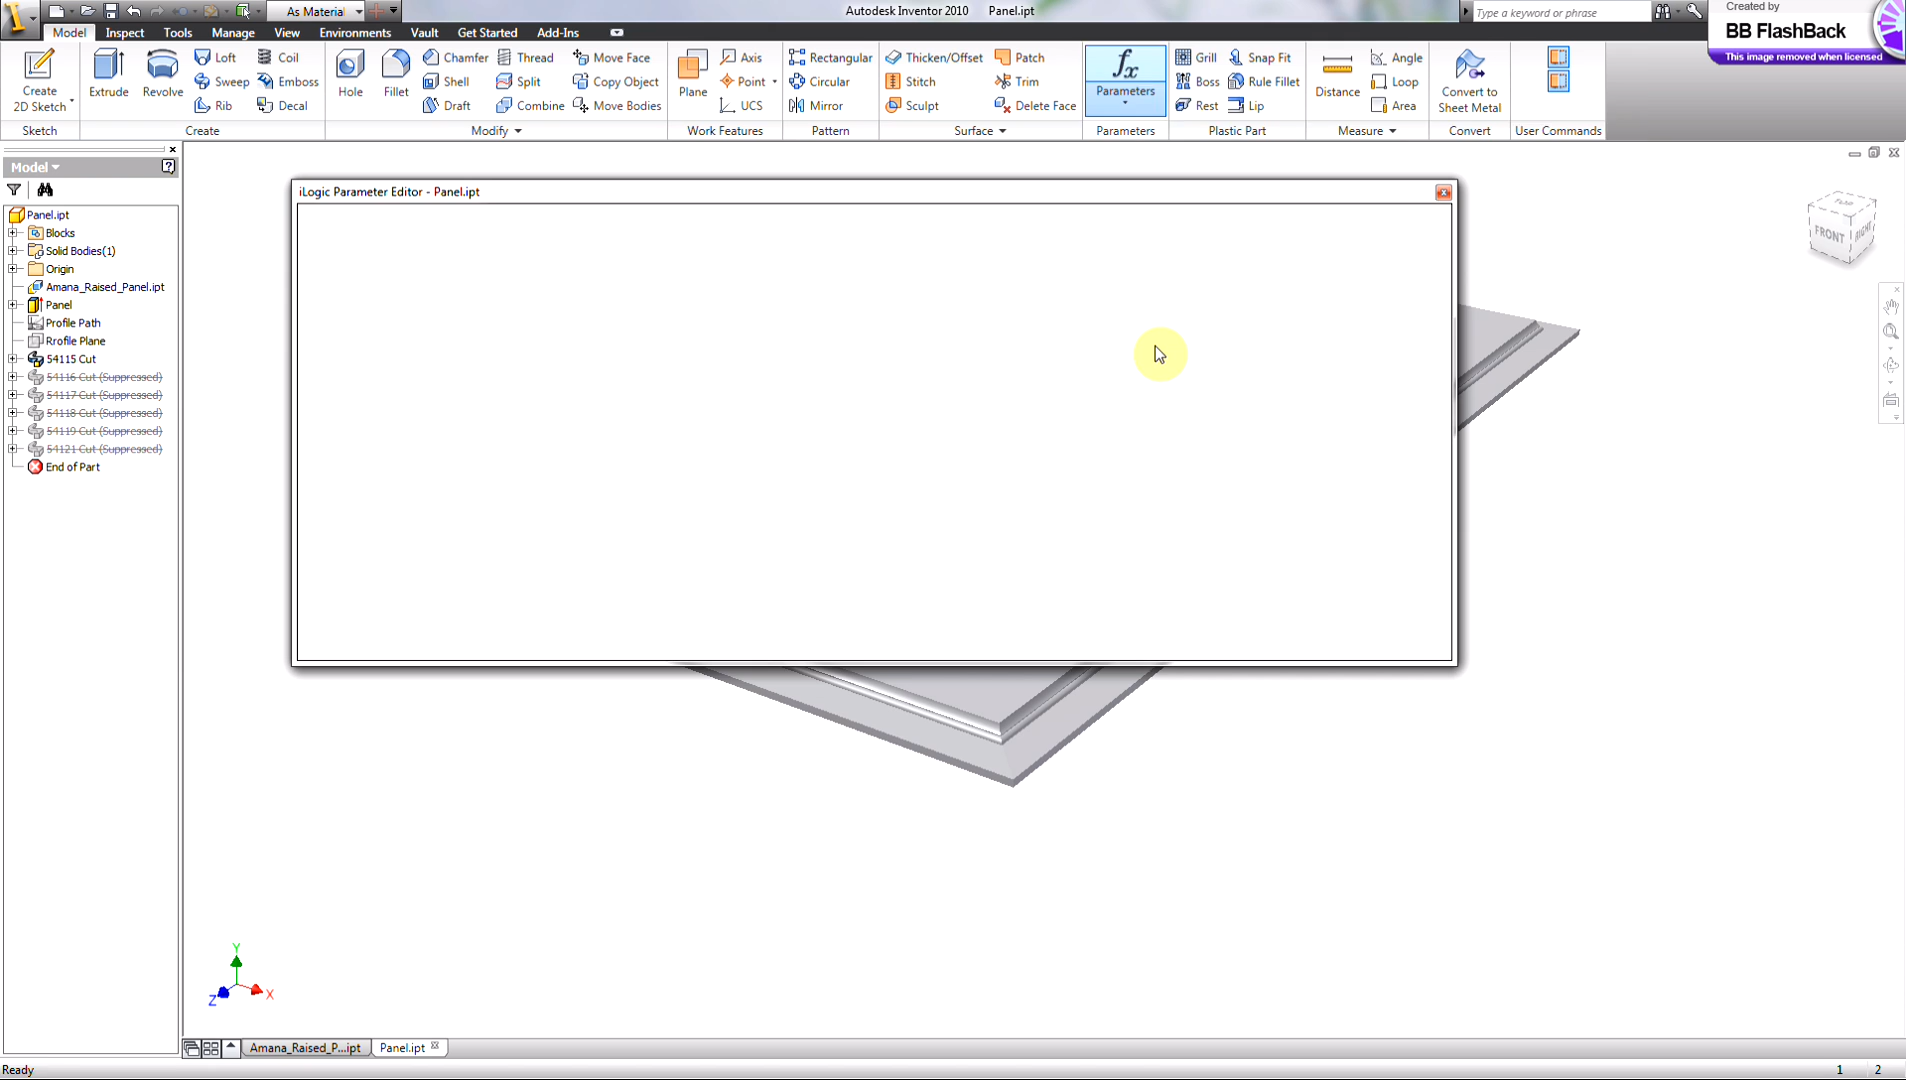 As Material
Autodesk Inventor 2010 Panel.ipt
Type a keyword or phrase
Created by
BB FlashBack
This image removed when licensed
Model Inspect Tools Manage View Environments Vault Get Started Add-Ins
Create
2D Sketch
Extrude
Revolve
Loft
Sweep
Rib
Coil
Emboss
Decal
Hole
Fillet
Chamfer
Shell
Draft
Thread
Split
Combine
Move Face
Copy Object
Move Bodies
Plane
Axis
Point
UCS
Rectangular
Circular
Mirror
Thicken/Offset
Stitch
Sculpt
Patch
Trim
Delete Face
fx
Parameters
Grill
Boss
Rest
Snap Fit
Rule Fillet
Lip
Distance
Angle
Loop
Area
Convert to
Sheet Metal
Sketch Create Modify Work Features Pattern Surface Parameters Plastic Part Measure Convert User Commands
Model
Panel.ipt
Blocks
Solid Bodies(1)
Origin
Amana_Raised_Panel.ipt
Panel
Profile Path
Rrofile Plane
54115 Cut
54116 Cut (Suppressed)
54117 Cut (Suppressed)
54118 Cut (Suppressed)
54119 Cut (Suppressed)
54121 Cut (Suppressed)
End of Part
iLogic Parameter Editor - Panel.ipt
FRONT
RIGHT
Y
Z
X
Amana_Raised_P...ipt
Panel.ipt
Ready
1 2